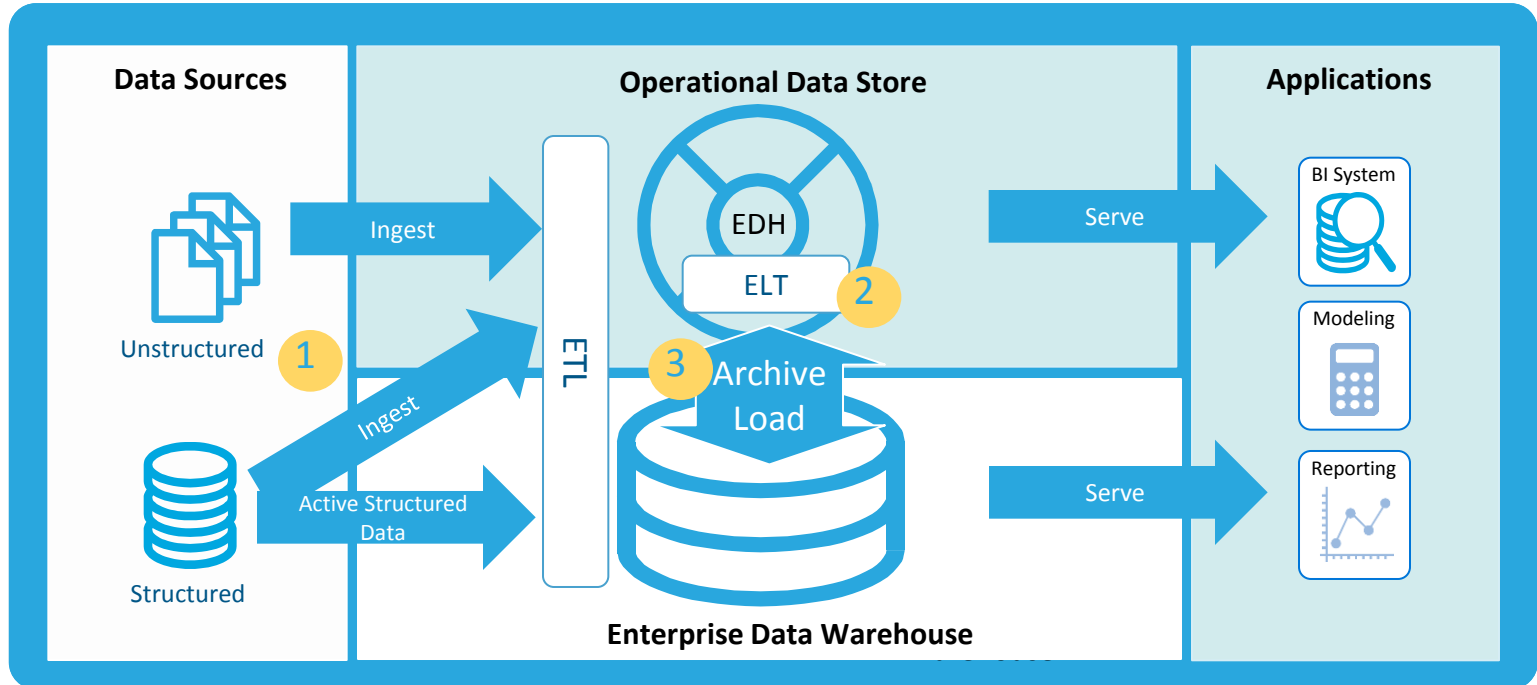 Data Sources
Operational Data Store
Applications
Unstructured
Structured
1
Ingest
Ingest
Active Structured
Data
ETL
EDH
ELT
2
3
Archive
Load
Serve
Serve
BI System
Modeling
Reporting
Enterprise Data Warehouse